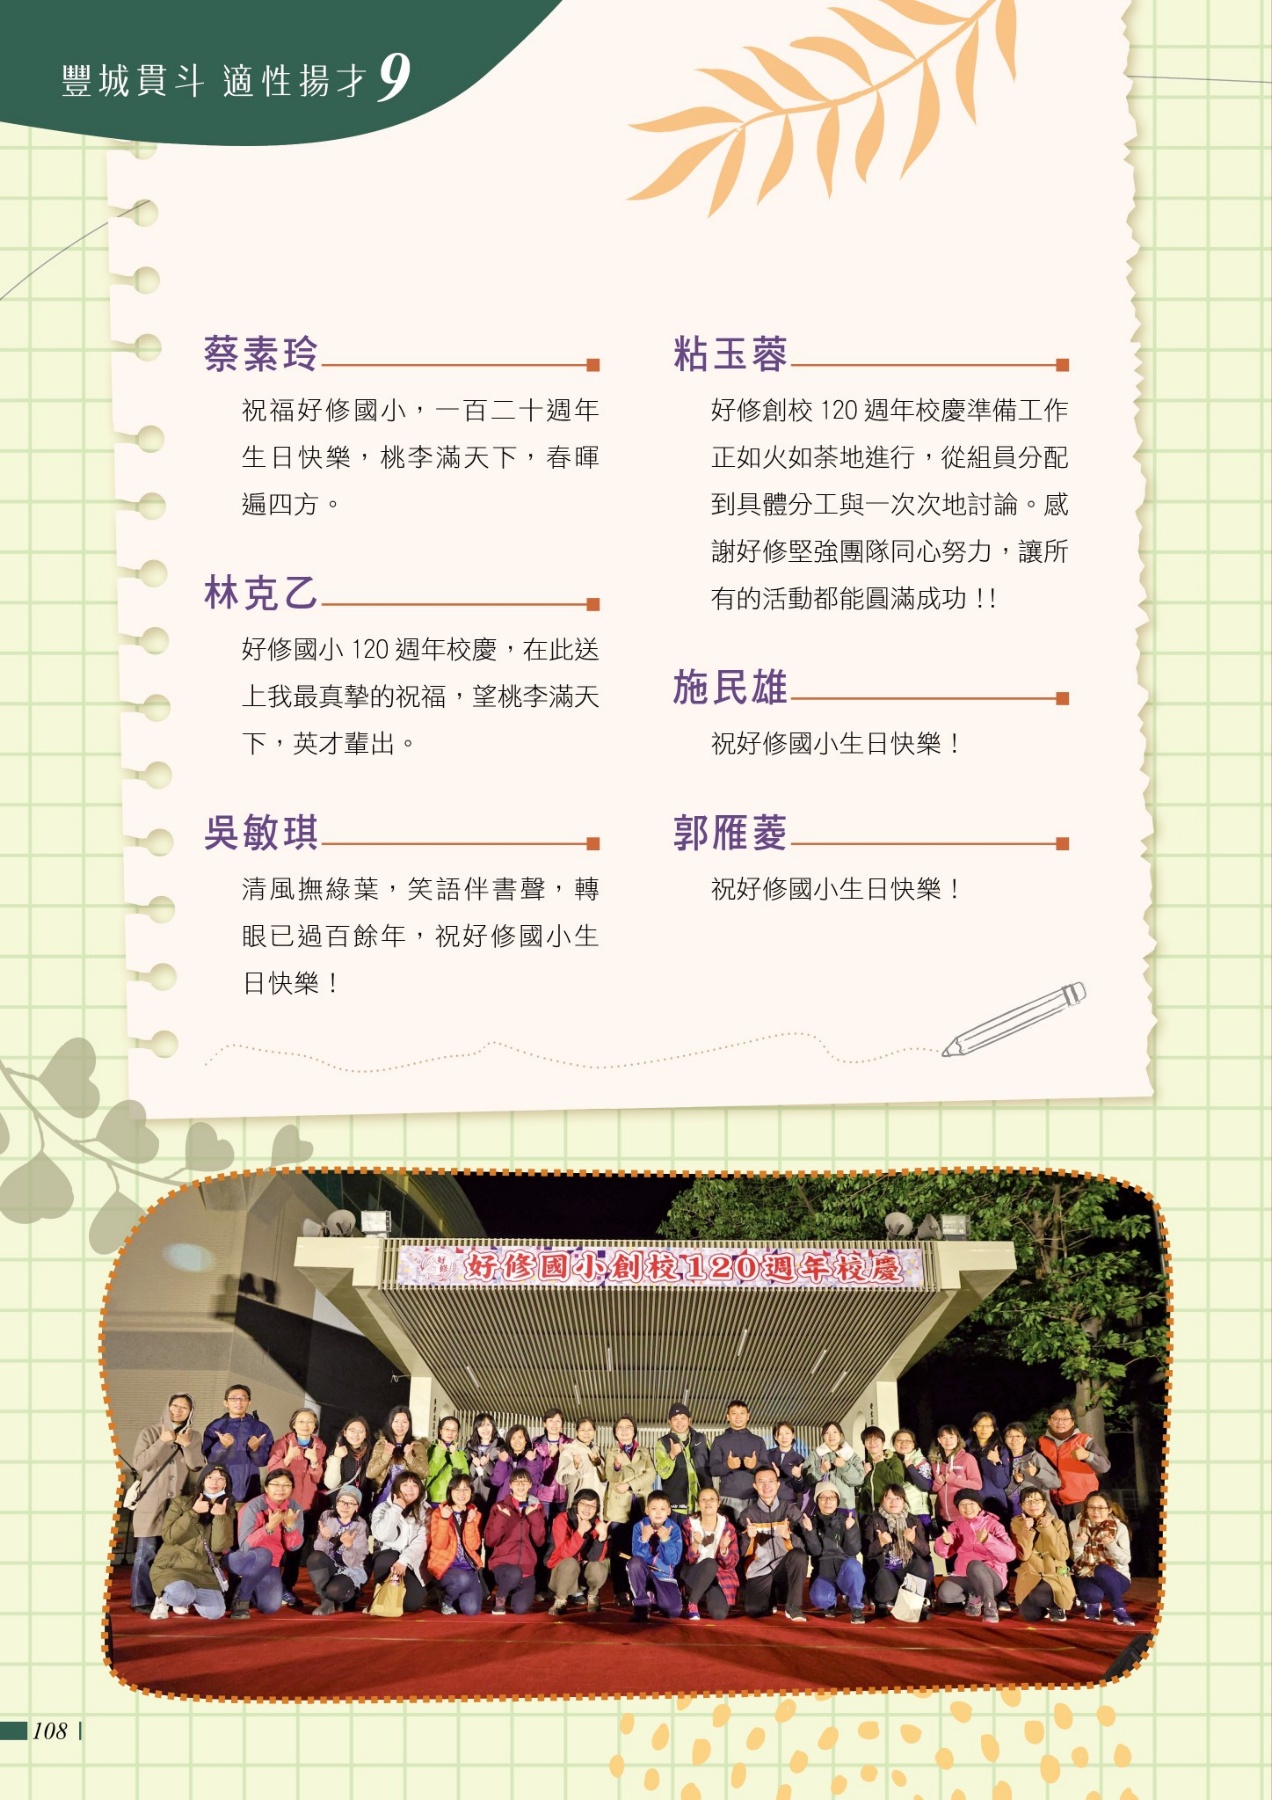 豐城貫斗 適性揚才 9
蔡素玲
祝福好修國小，一百二十週年
生日快樂，桃李滿天下，春暉
遍四方。
林克乙
好修國小 120 週年校慶，在此送
上我最真摯的祝福，望桃李滿天
下，英才輩出。
吳敏琪
清風撫綠葉，笑語伴書聲，轉
眼已過百餘年，祝好修國小生
日快樂！
粘玉蓉
好修創校 120 週年校慶準備工作
正如火如荼地進行，從組員分配
到具體分工與一次次地討論。感
謝好修堅強團隊同心努力，讓所
有的活動都能圓滿成功！！
施民雄
祝好修國小生日快樂！
郭雁菱
祝好修國小生日快樂！
好修
好修國小創校120週年校慶
108